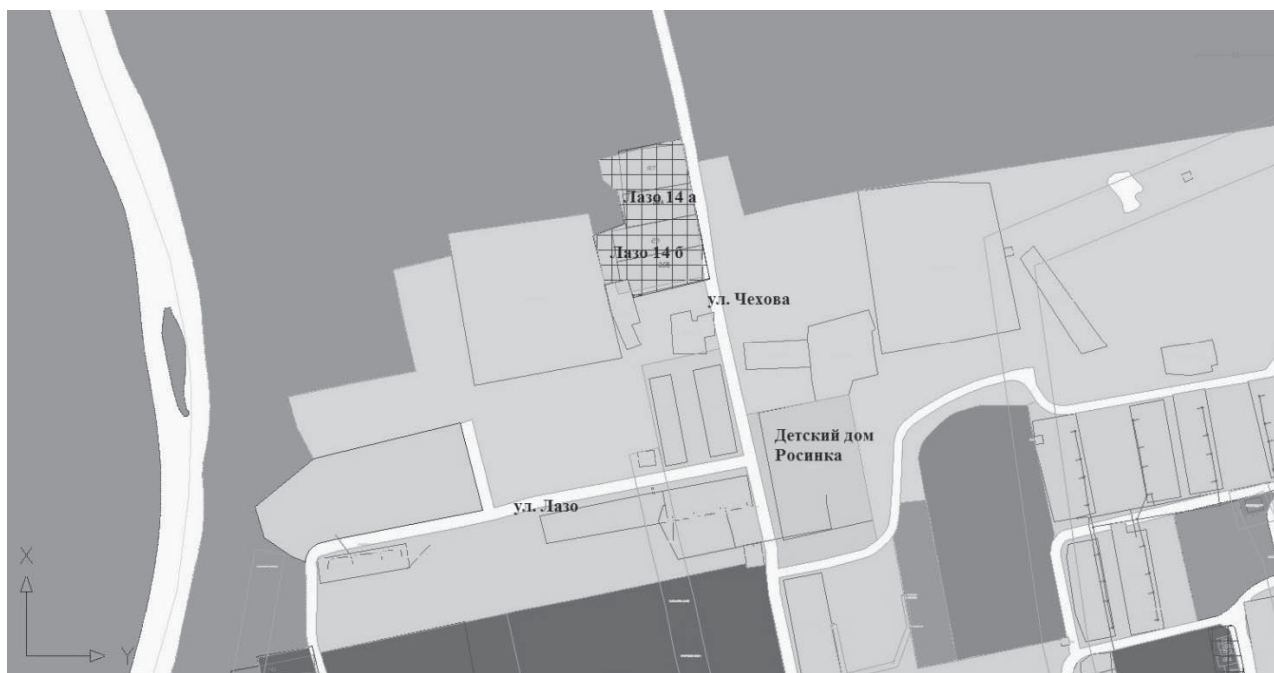 Лазо 14 а
Лазо 14 б
ул. Чехова
Детский дом
Росинка
ул. Лазо
X
Y